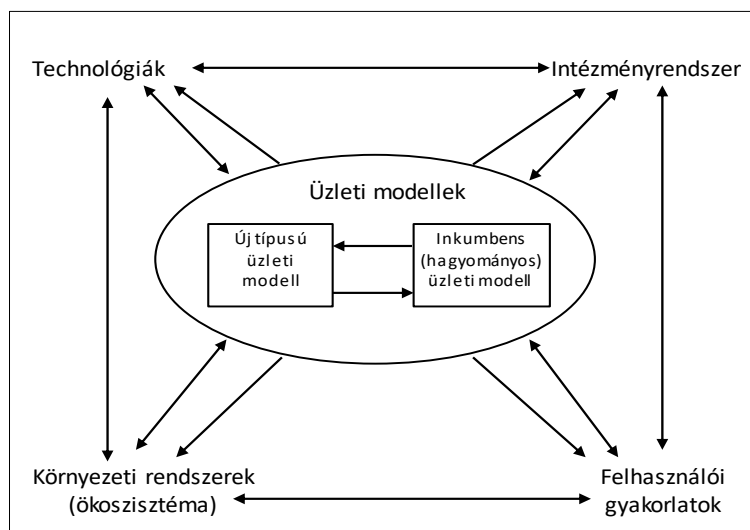 Technológiák
Intézményrendszer
Üzleti modellek
Új típusú
üzleti
modell
Inkumbens
(hagyományos)
üzleti modell
Környezeti rendszerek
(ökoszisztéma)
Felhasználói
gyakorlatok